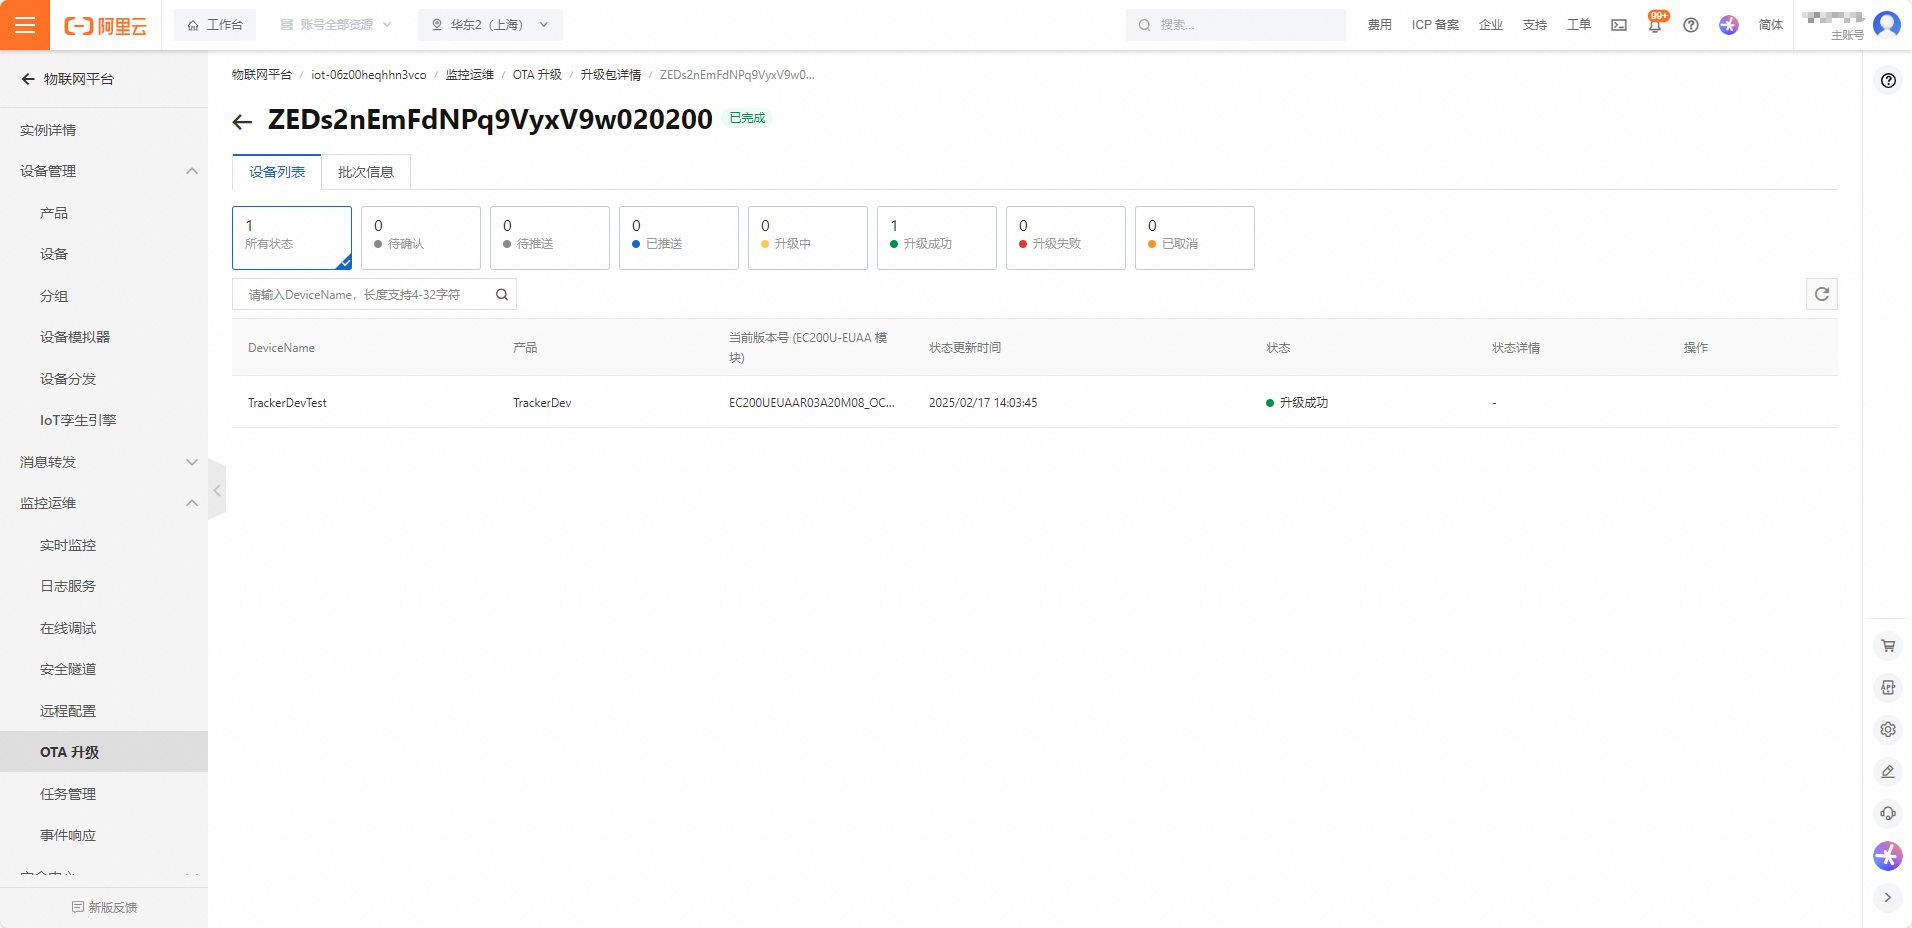 阿里云
工作台
账号全部资源
华东2（上海）
搜索...
费用
ICP 备案
企业
支持
工单
99+
简体
主账号
物联网平台
实例详情
设备管理
产品
设备
分组
设备模拟器
设备分发
IoT孪生引擎
消息转发
监控运维
实时监控
日志服务
在线调试
安全隧道
远程配置
OTA 升级
任务管理
事件响应
安全中心
新版反馈
物联网平台 / iot-06z00heqhhn3vco / 监控运维 / OTA 升级 / 升级包详情 / ZEDs2nEmFdNPq9VyxV9w0...
ZEDs2nEmFdNPq9VyxV9w020200 已完成
设备列表 批次信息
1
所有状态
0
待确认
0
待推送
0
已推送
0
升级中
1
升级成功
0
升级失败
0
已取消
请输入DeviceName，长度支持4-32字符
DeviceName
产品
当前版本号 (EC200U-EUAA 模
块)
状态更新时间
状态
状态详情
操作
TrackerDevTest
TrackerDev
EC200UEUAAR03A20M08_OC...
2025/02/17 14:03:45
升级成功
-
APP